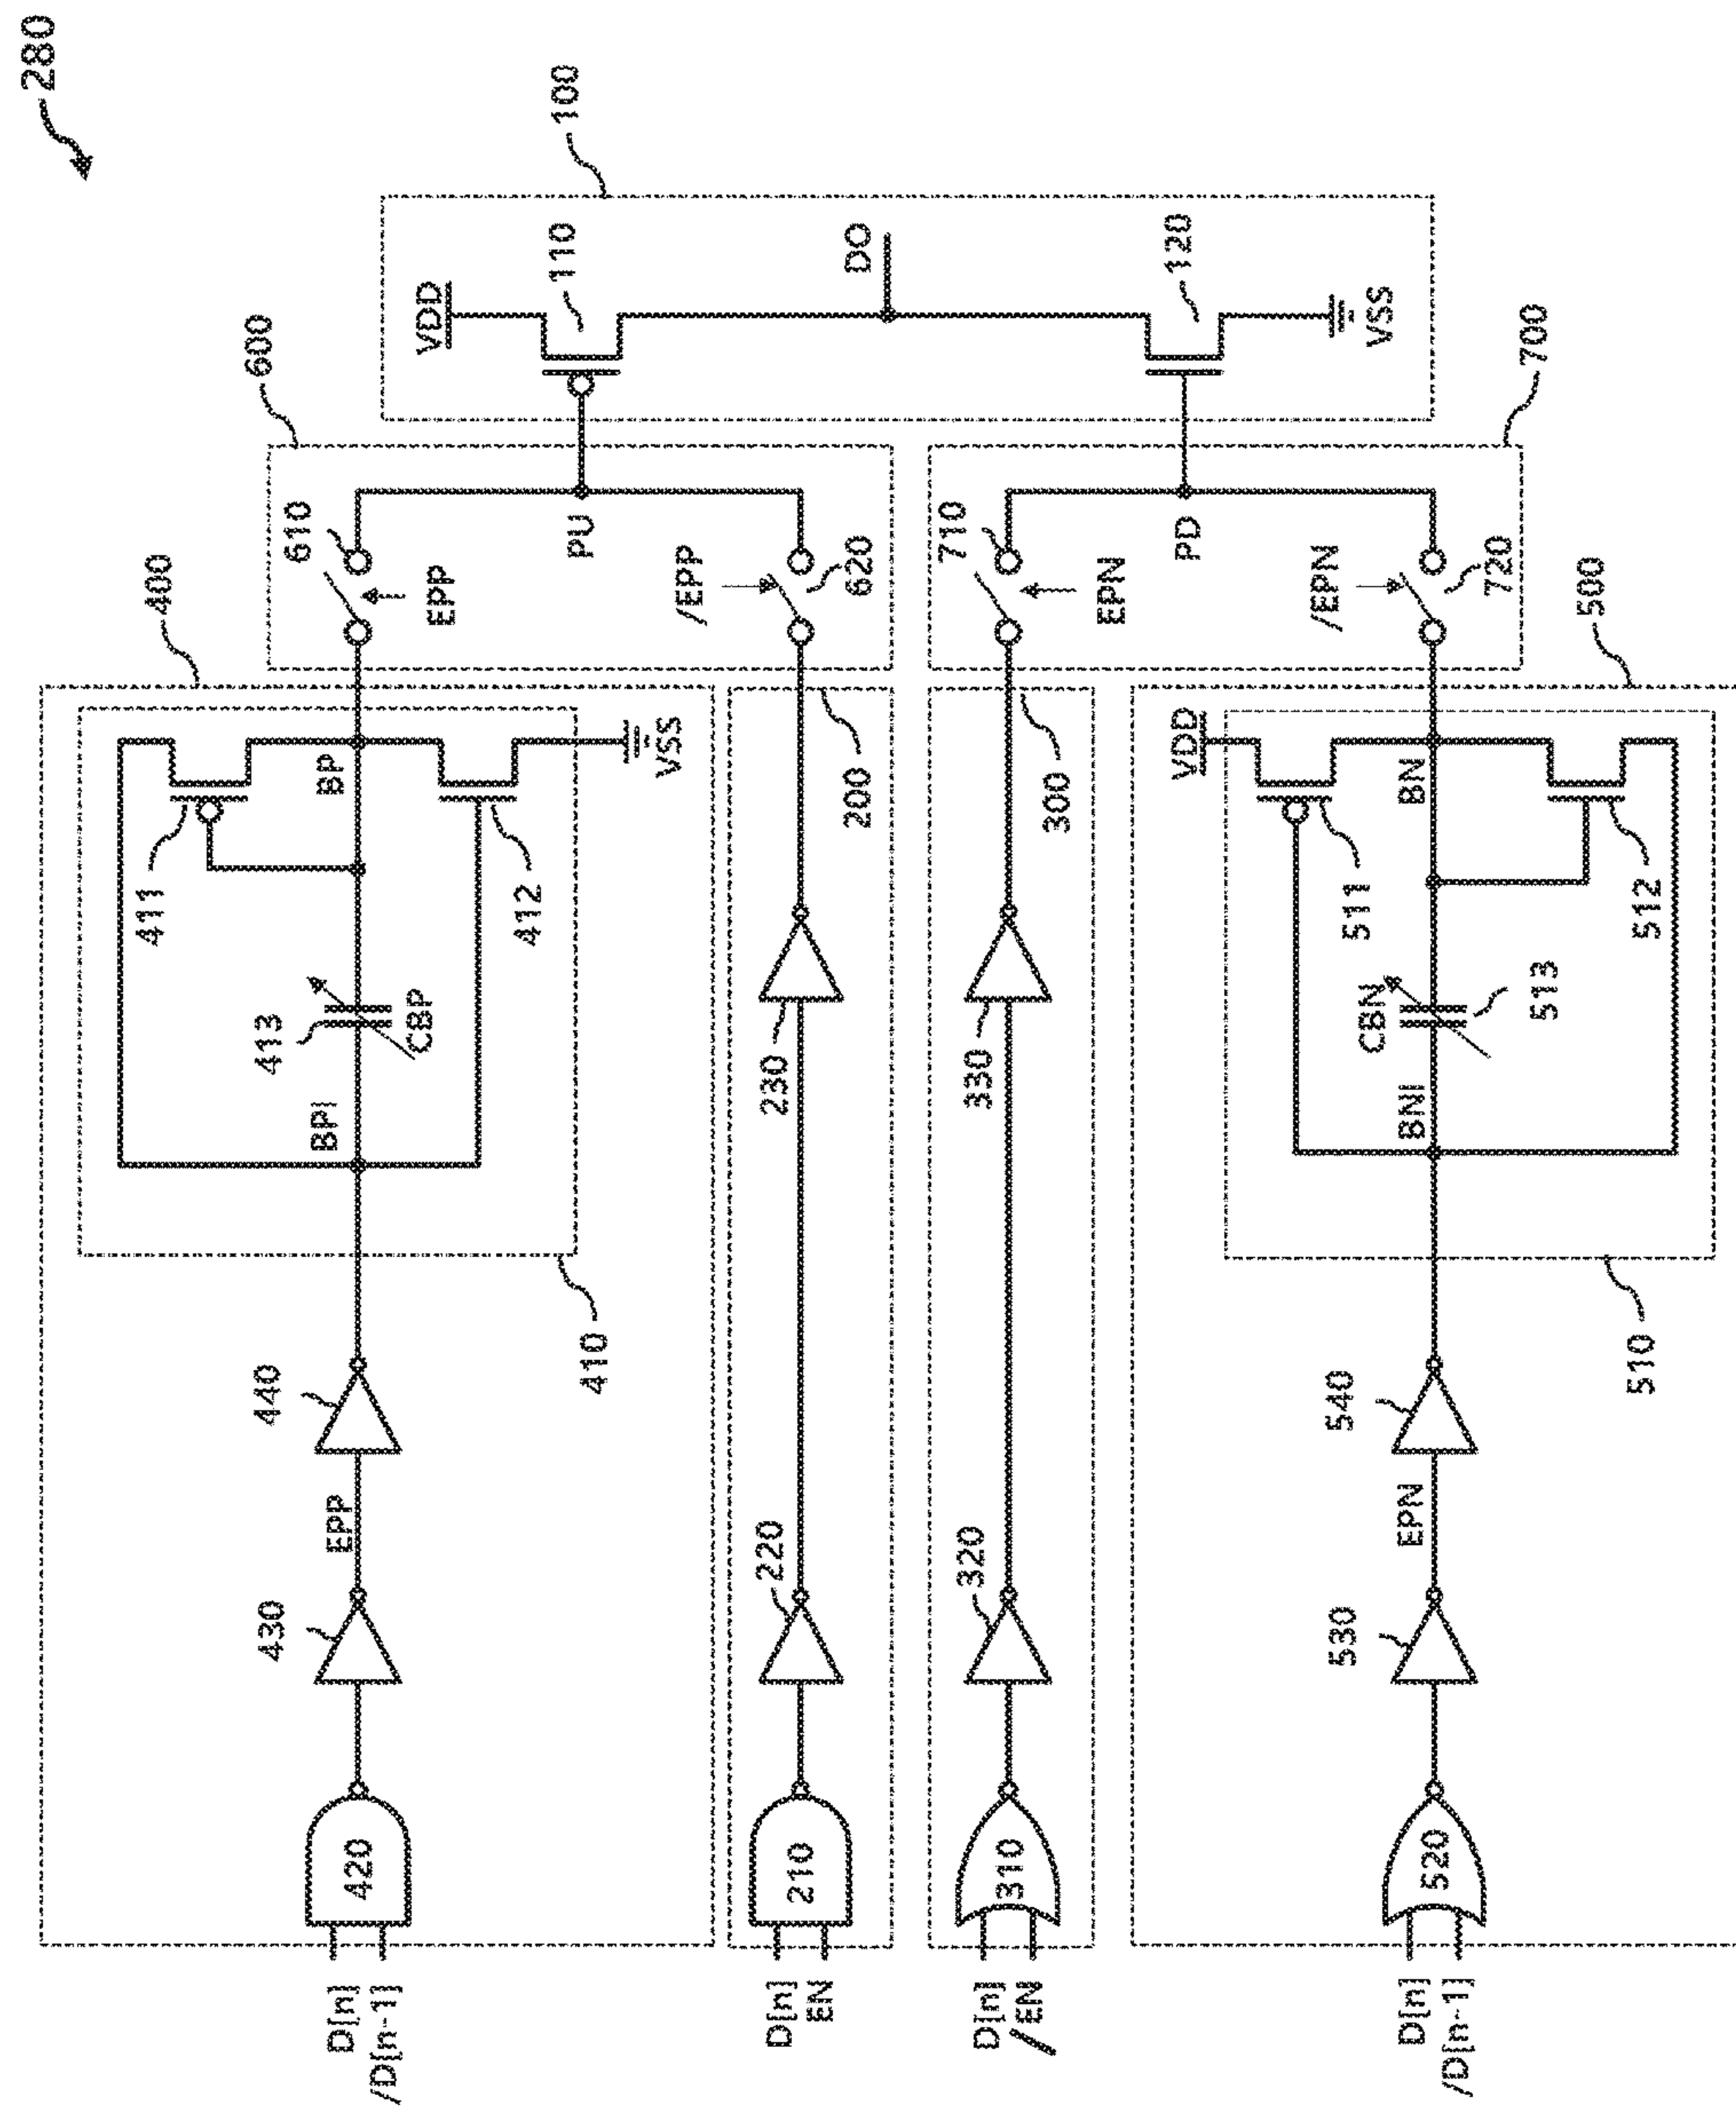 280
400
411
413
BPI
CBP
BP
412
VSS
410
440
EPP
430
420
D[n]
/D[n-1]
600
610
EPP
PU
/EPP
620
100
VDD
110
DO
120
VSS
200
230
220
210
D[n]
EN
300
330
320
310
D[n]
/EN
700
710
EPN
PD
/EPN
720
500
VDD
511
BN
512
CBN
513
BNI
510
540
EPN
530
520
D[n]
/D[n-1]